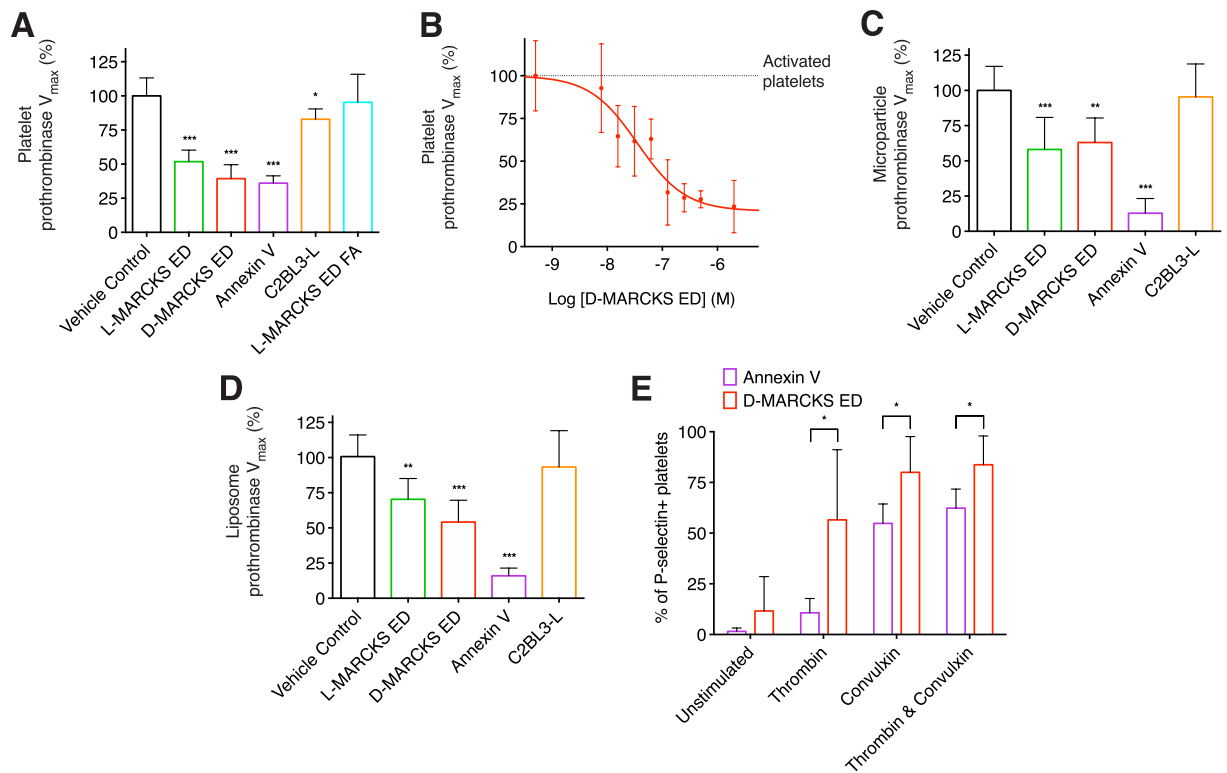 A
Platelet
prothrombinase Vmax (%)
125
100
75
50
25
0
***
***
***
*
Vehicle Control
L-MARCKS ED
D-MARCKS ED
Annexin V
C2BL3-L
L-MARCKS ED FA
B
Platelet
prothrombinase Vmax (%)
100
75
50
25
0
Activated
platelets
-9
-8
-7
-6
Log [D-MARCKS ED] (M)
C
Microparticle
prothrombinase Vmax (%)
125
100
75
50
25
0
***
**
***
Vehicle Control
L-MARCKS ED
D-MARCKS ED
Annexin V
C2BL3-L
D
Liposome
prothrombinase Vmax (%)
125
100
75
50
25
0
**
***
***
Vehicle Control
L-MARCKS ED
D-MARCKS ED
Annexin V
C2BL3-L
E
Annexin V
D-MARCKS ED
% of P-selectin+ platelets
100
75
50
25
0
*
*
*
Unstimulated
Thrombin
Convulxin
Thrombin & Convulxin